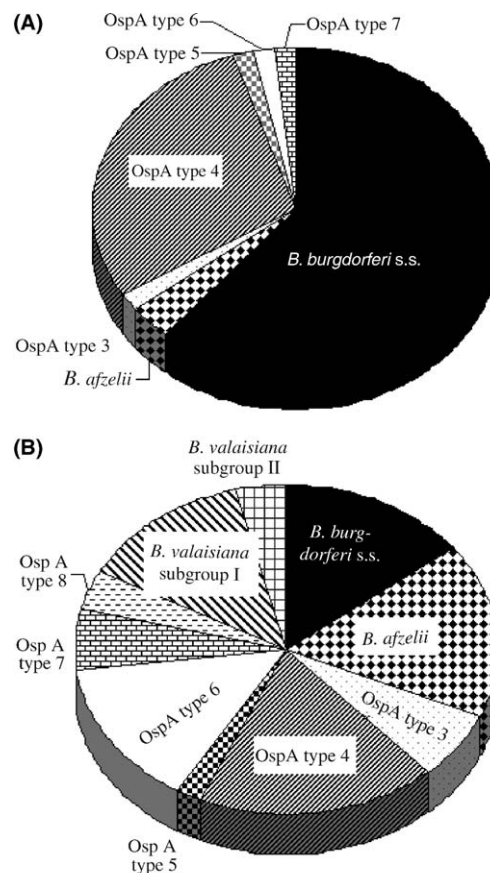 (A)
OspA type 6
OspA type 7
OspA type 5
OspA type 4
B. burgdorferi s.s.
OspA type 3
B. afzelii
(B)
B. valaisiana
subgroup II
B. burg-
dorferi s.s.
B. valaisiana
subgroup I
Osp A
type 8
B. afzelii
Osp A
type 7
OspA type 6
OspA type 3
OspA type 4
Osp A
type 5